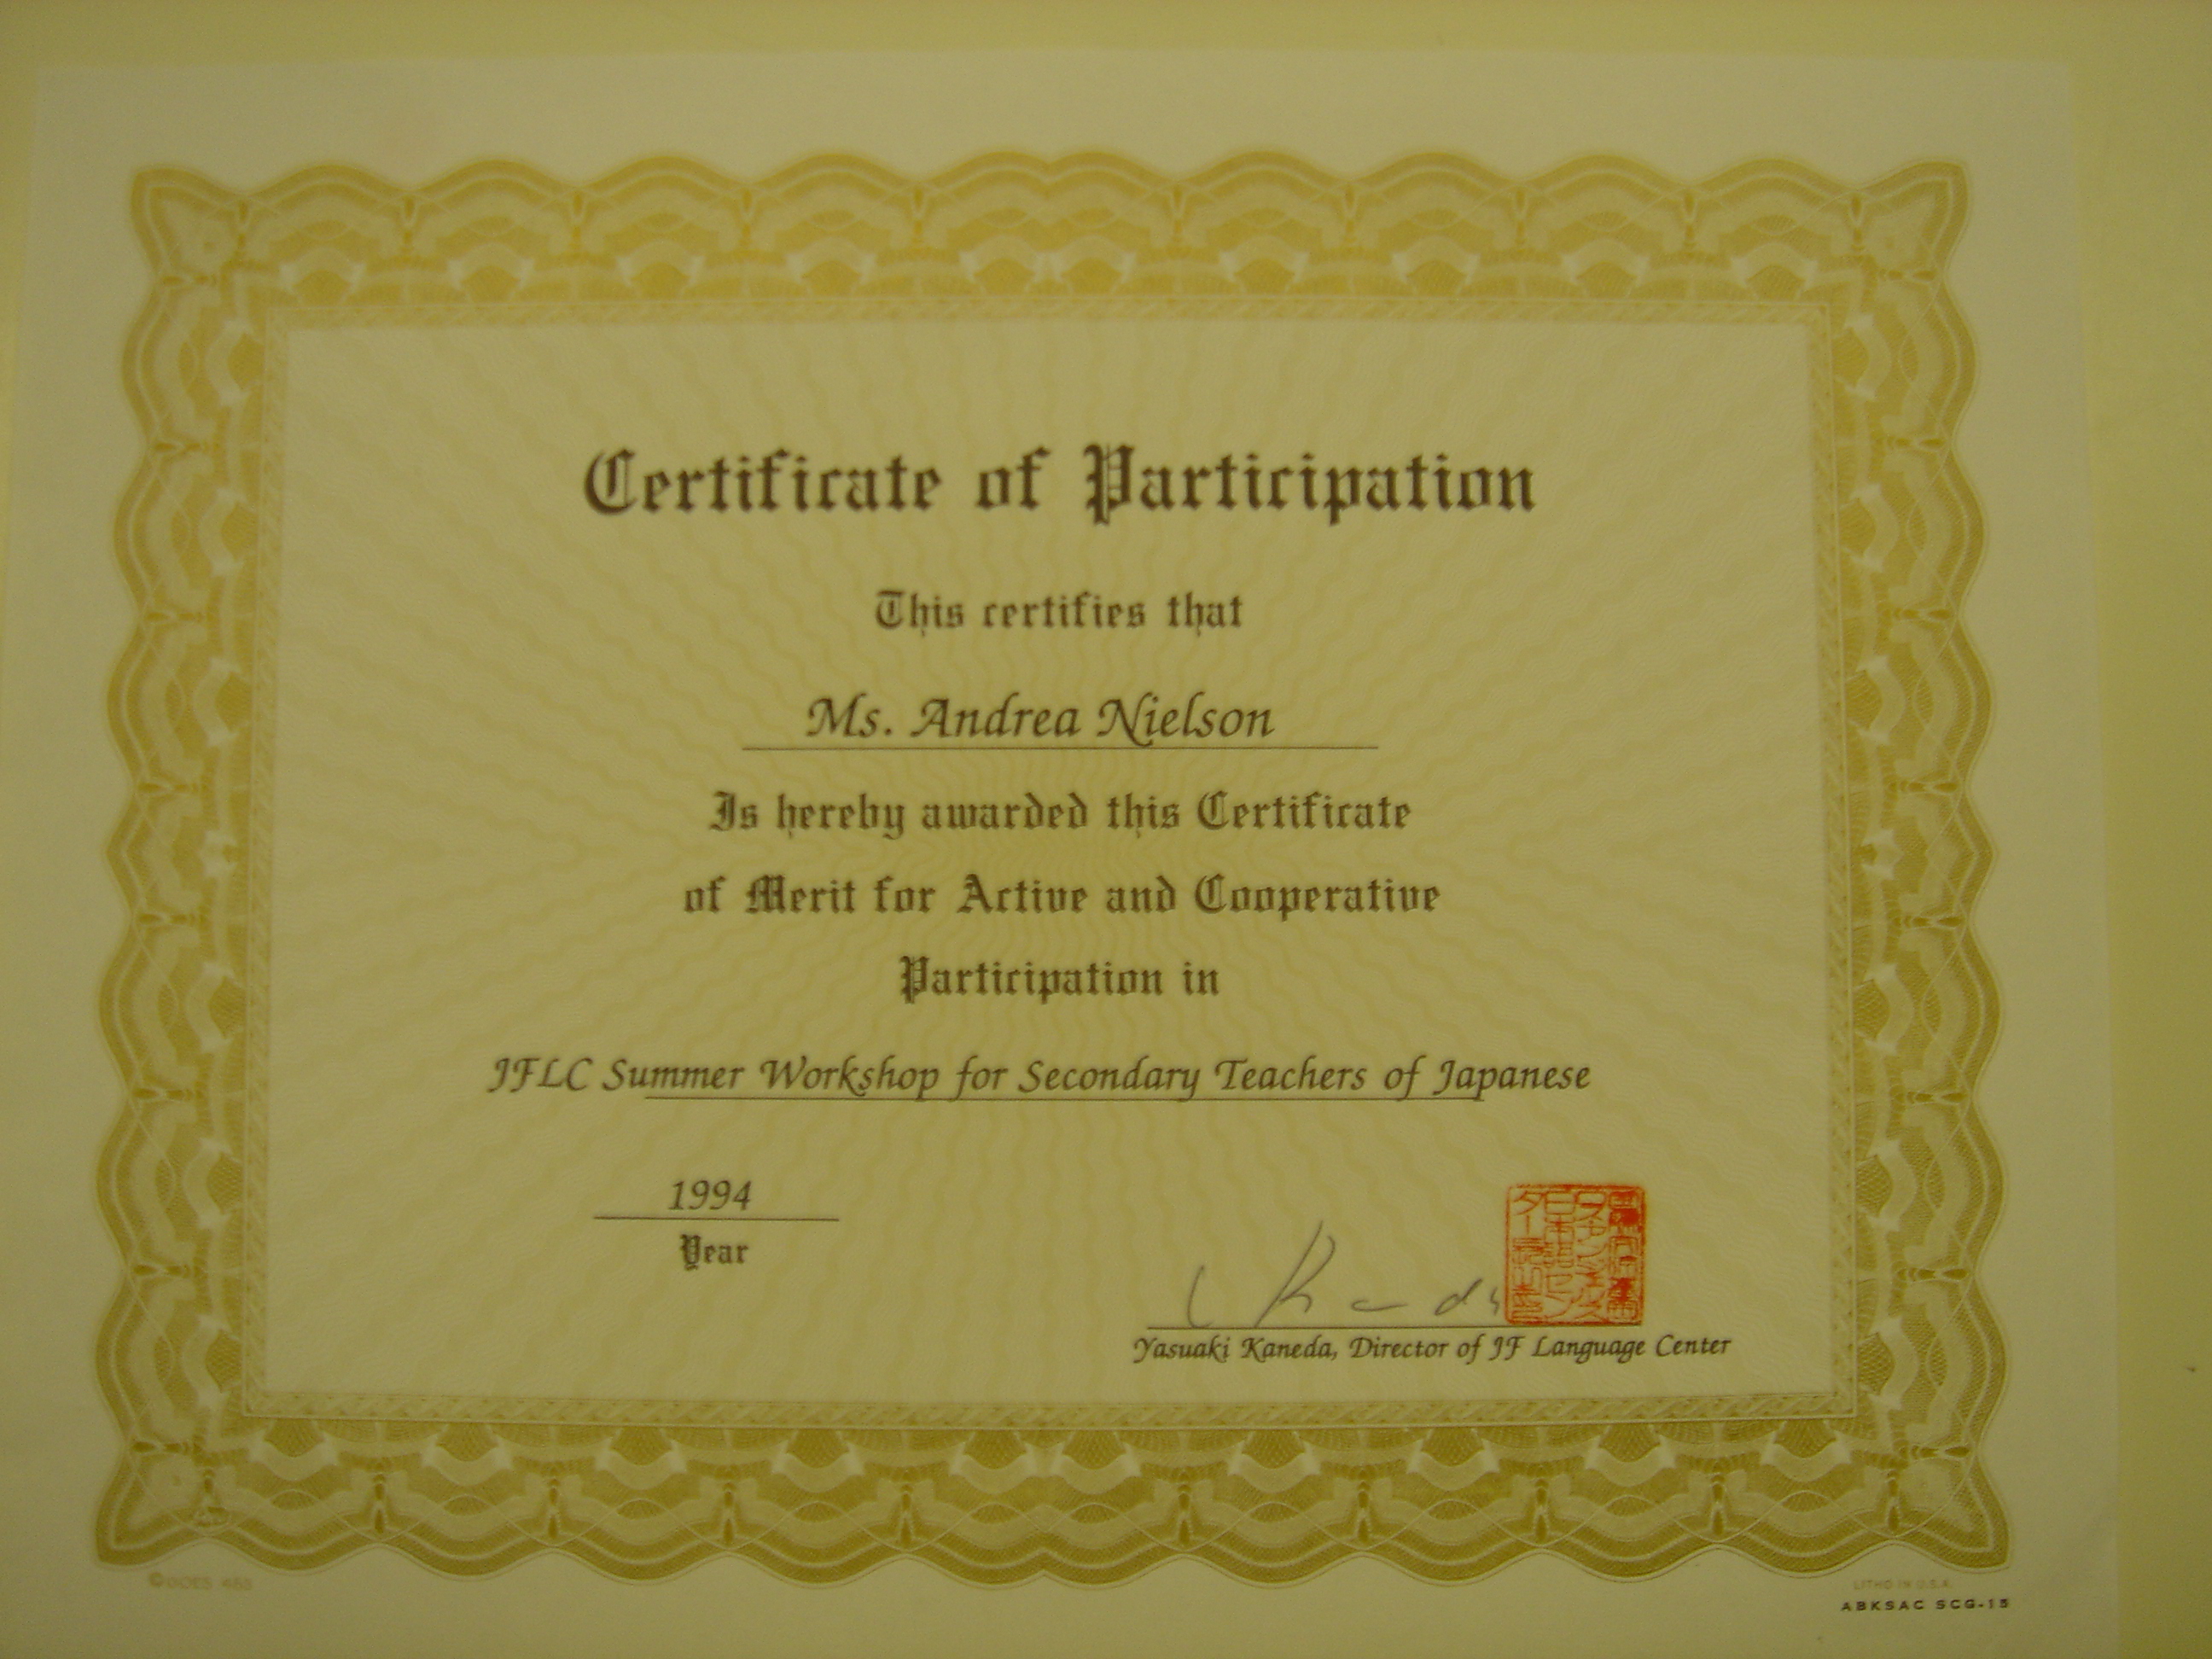 Certificate of Participation
This certifies that
Ms. Andrea Nielson
Is hereby awarded this Certificate
of Merit for Active and Cooperative
Participation in
JFLC Summer Workshop for Secondary Teachers of Japanese
1994
Year
Yasuaki Kaneda, Director of JF Language Center
LITHO IN U.S.A.
ABKSAC SCG-15